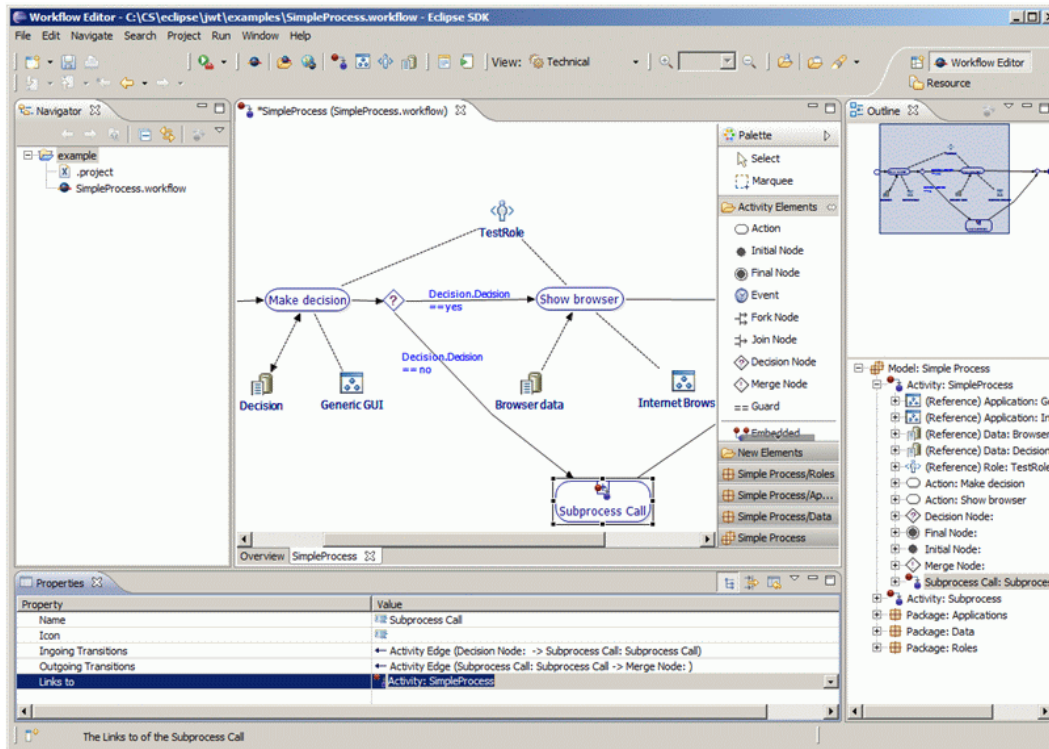 Workflow Editor - C:\CS\eclipse\jwt\examples\SimpleProcess.workflow - Eclipse SDK
File Edit Navigate Search Project Run Window Help
View: Technical
Workflow Editor
Resource
Navigator
example
.project
SimpleProcess.workflow
*SimpleProcess (SimpleProcess.workflow)
TestRole
Make decision
?
Decision.Decision
==yes
Show browser
Decision.Decision
== no
Decision
Generic GUI
Browserdata
Internet Brows
Subprocess Call
Overview SimpleProcess
Palette
Select
Marquee
Activity Elements
Action
Initial Node
Final Node
Event
Fork Node
Join Node
Decision Node
Merge Node
== Guard
Embedded
New Elements
Simple Process/Roles
Simple Process/Ap...
Simple Process/Data
Simple Process
Outline
Model: Simple Process
Activity: SimpleProcess
(Reference) Application: G
(Reference) Application: In
(Reference) Data: Browser
(Reference) Data: Decision
(Reference) Role: TestRole
Action: Make decision
Action: Show browser
Decision Node:
Final Node:
Initial Node:
Merge Node:
Subprocess Call: Subproces
Activity: Subprocess
Package: Applications
Package: Data
Package: Roles
Properties
Property Value
Name Subprocess Call
Icon
Ingoing Transitions Activity Edge (Decision Node: -> Subprocess Call: Subprocess Call)
Outgoing Transitions Activity Edge (Subprocess Call: Subprocess Call -> Merge Node: )
Links to Activity: SimpleProcess
The Links to of the Subprocess Call